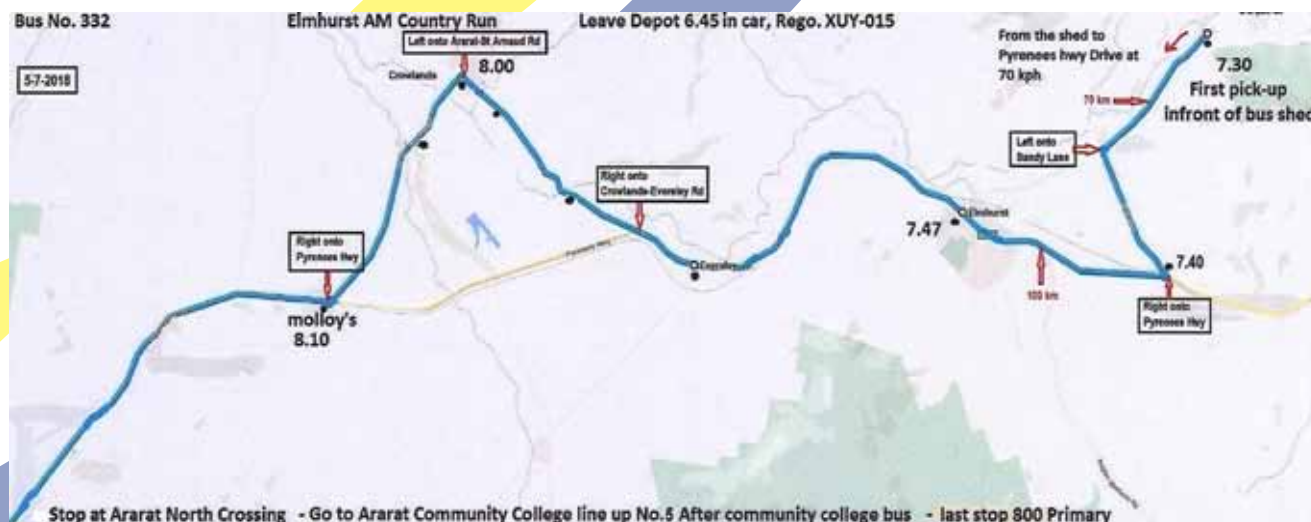 Bus No. 332 Elmhurst AM Country Run Leave Depot 6.45 in car, Rego. XUY-015
Left onto Ararat-St Arnaud Rd
From the shed to
Pyrenees hwy Drive at
70 kph
5-7-2018
Crowlands
8.00
7.30
First pick-up
infront of bus shed
70 km
Left onto
Bandy Lane
Right onto
Crowlands-Eversley Rd
Elmhurst
7.47
Right onto
Pyrenees Hwy
Pyrenees Hwy
Eversley
7.40
100 km
Right onto
Pyrenees Hwy
molloy's
8.10
Stop at Ararat North Crossing - Go to Ararat Community College line up No.5 After community college bus - last stop 800 Primary